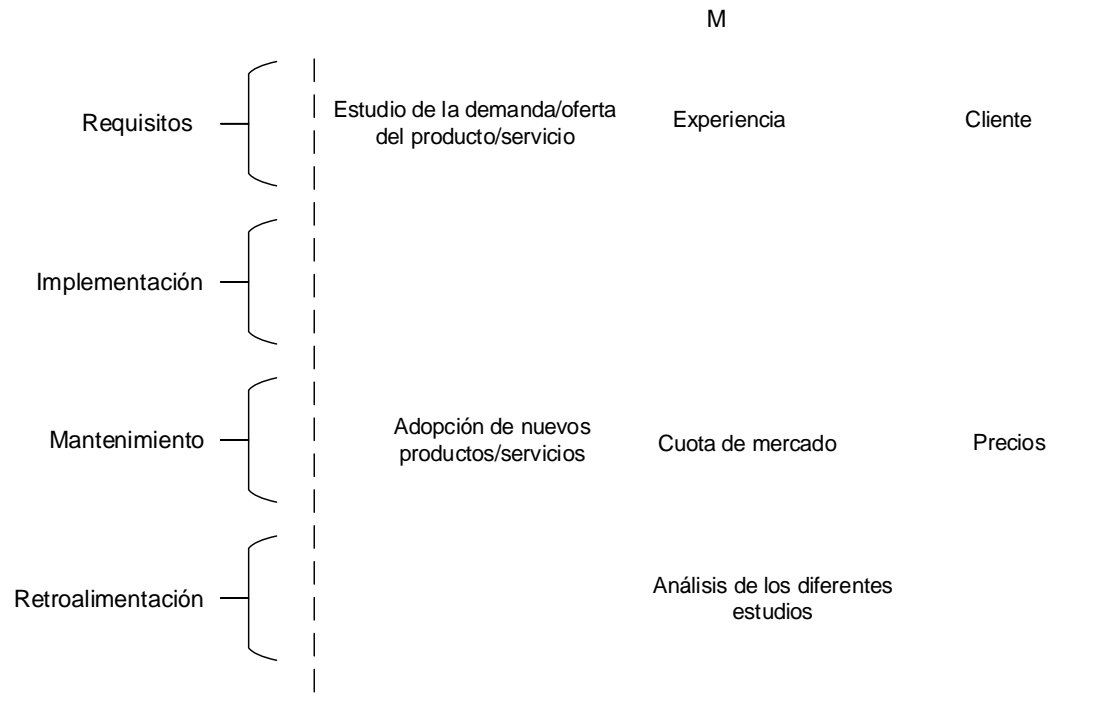 M
Requisitos
Estudio de la demanda/oferta
del producto/servicio
Experiencia
Cliente
Implementación
Mantenimiento
Adopción de nuevos
productos/servicios
Cuota de mercado
Precios
Retroalimentación
Análisis de los diferentes
estudios